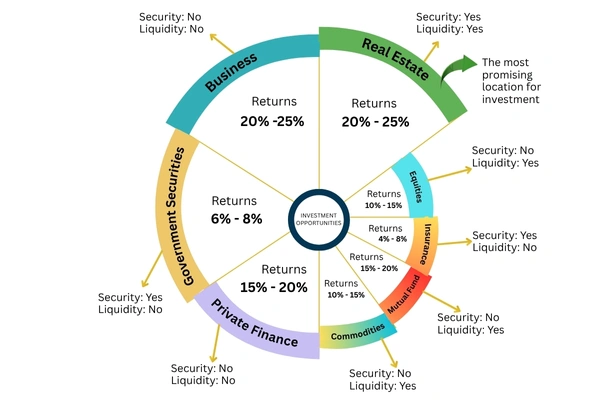 Security: No
Liquidity: No
Security: Yes
Liquidity: Yes
Business
Real Estate
The most
promising
location for
investment
Returns
20% -25%
Returns
20% - 25%
Security: No
Liquidity: Yes
Equities
Returns
10% - 15%
Government Securities
Returns
6% - 8%
INVESTMENT
OPPORTUNITIES
Returns
4% - 8%
Insurance
Security: Yes
Liquidity: No
Returns
15% - 20%
Mutual Fund
Returns
15% - 20%
Returns
10% - 15%
Security: Yes
Liquidity: No
Private Finance
Commodities
Security: No
Liquidity: Yes
Security: No
Liquidity: No
Security: No
Liquidity: Yes